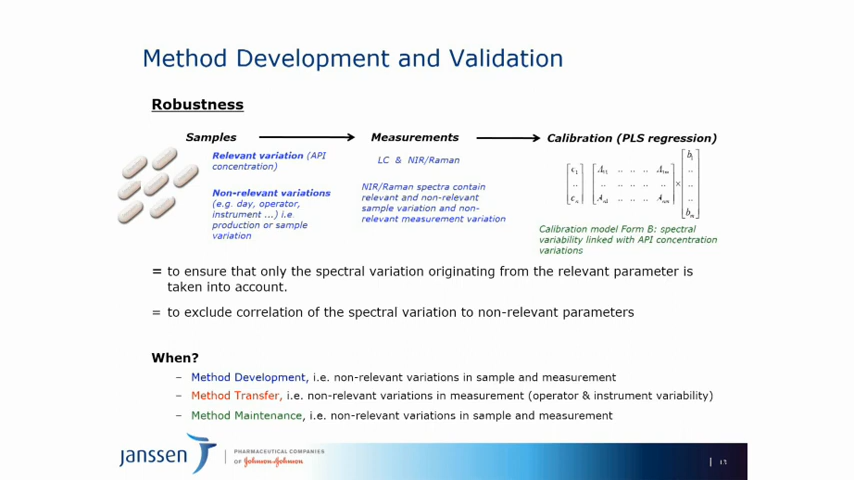 Method Development and Validation
Robustness
Samples
Measurements
Calibration (PLS regression)
Relevant variation (API
concentration)
Non-relevant variations
(e.g. day, operator,
instrument ...) i.e
production or sample
variation
LC & NIR/Raman
NIR/Raman spectra contain
relevant and non-relevant
sample variation and non-
relevant measurement variation
Calibration model Form B: spectral
variability linked with API concentration
variations
= to ensure that only the spectral variation originating from the relevant parameter is
taken into account.
= to exclude correlation of the spectral variation to non-relevant parameters
When?
– Method Development, i.e. non-relevant variations in sample and measurement
– Method Transfer, i.e. non-relevant variations in measurement (operator & instrument variability)
– Method Maintenance, i.e. non-relevant variations in sample and measurement
janssen
PHARMACEUTICAL COMPANIES
OF Johnson & Johnson
13